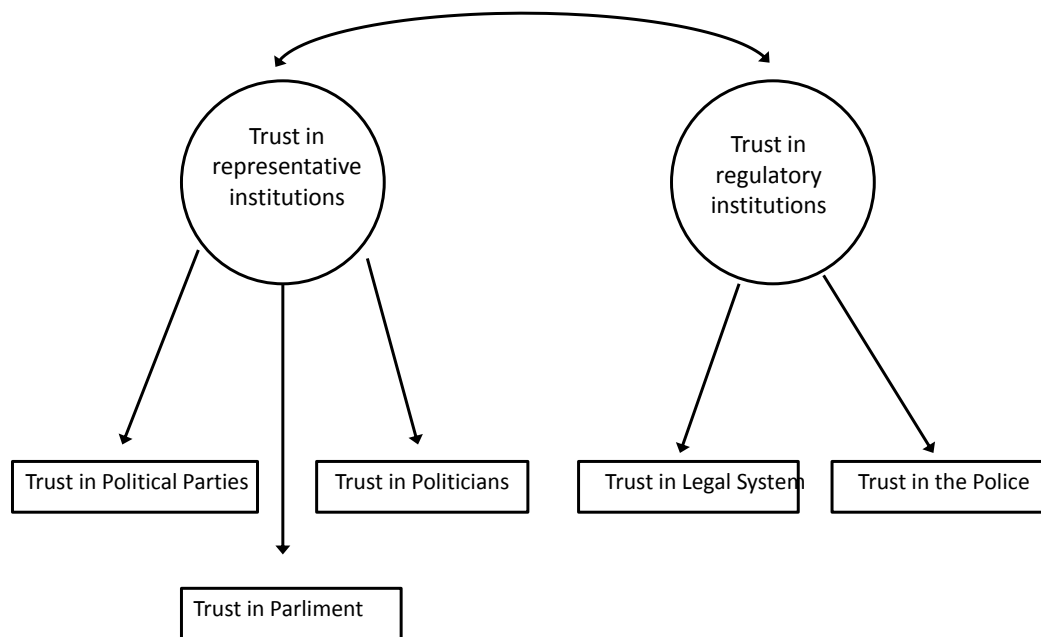 Trust in
representative
institutions
Trust in
regulatory
institutions
Trust in Political Parties
Trust in Politicians
Trust in Legal System
Trust in the Police
Trust in Parliment